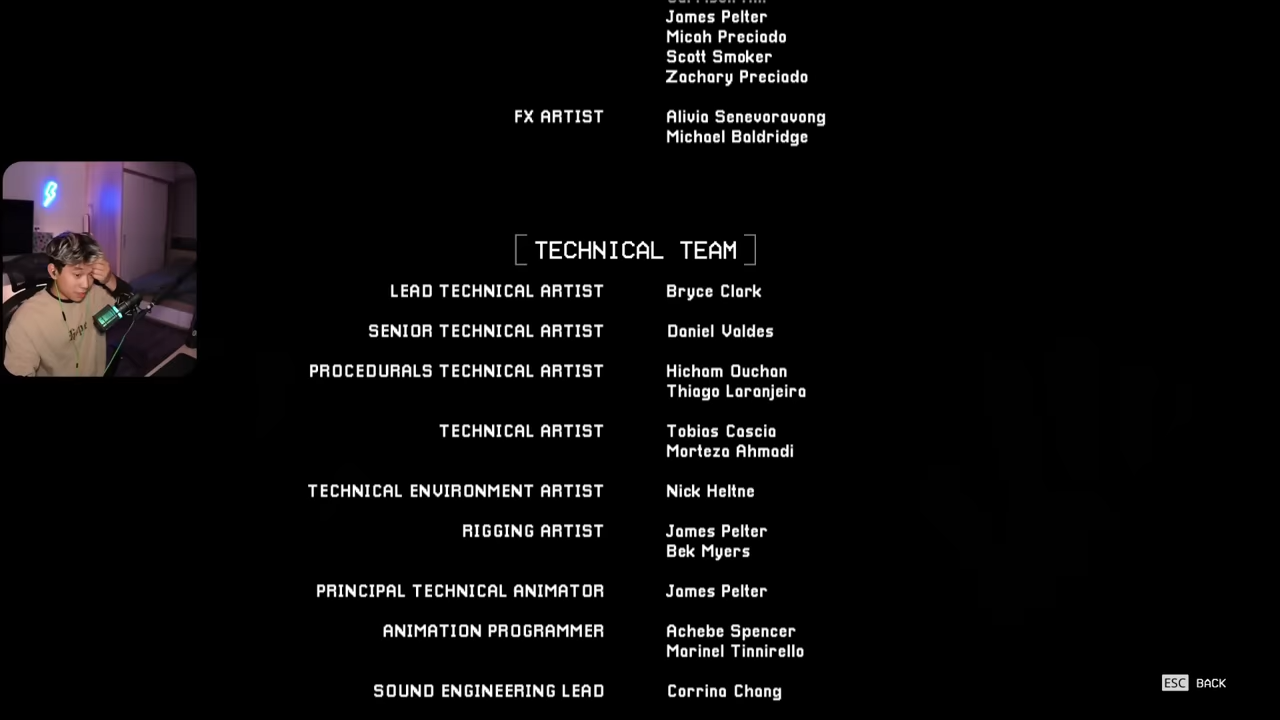 James Pelter
Micah Preciado
Scott Smoker
Zachary Preciado
FX ARTIST Alivia Senevoravong
Michael Baldridge
TECHNICAL TEAM
LEAD TECHNICAL ARTIST Bryce Clark
SENIOR TECHNICAL ARTIST Daniel Valdes
PROCEDURALS TECHNICAL ARTIST Hicham Ouchan
Thiago Laranjeira
TECHNICAL ARTIST Tobias Cascia
Morteza Ahmadi
TECHNICAL ENVIRONMENT ARTIST Nick Heltne
RIGGING ARTIST James Pelter
Bek Myers
PRINCIPAL TECHNICAL ANIMATOR James Pelter
ANIMATION PROGRAMMER Achebe Spencer
Marinel Tinnirello
SOUND ENGINEERING LEAD Corrina Chang
ESC BACK